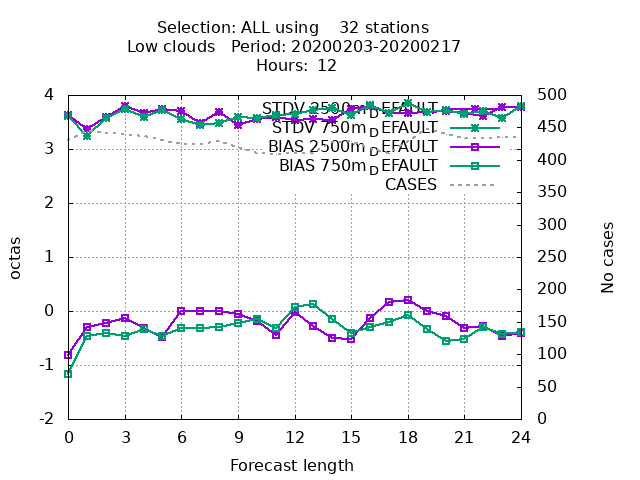 Selection: ALL using    32 stations
Low clouds   Period: 20200203-20200217
Hours:  12
STDV 2500m_DEFAULT
STDV 750m_DEFAULT
BIAS 2500m_DEFAULT
BIAS 750m_DEFAULT
CASES
4
3
2
1
0
-1
-2
500
450
400
350
300
250
200
150
100
50
0
octas
No cases
0 3 6 9 12 15 18 21 24
Forecast length